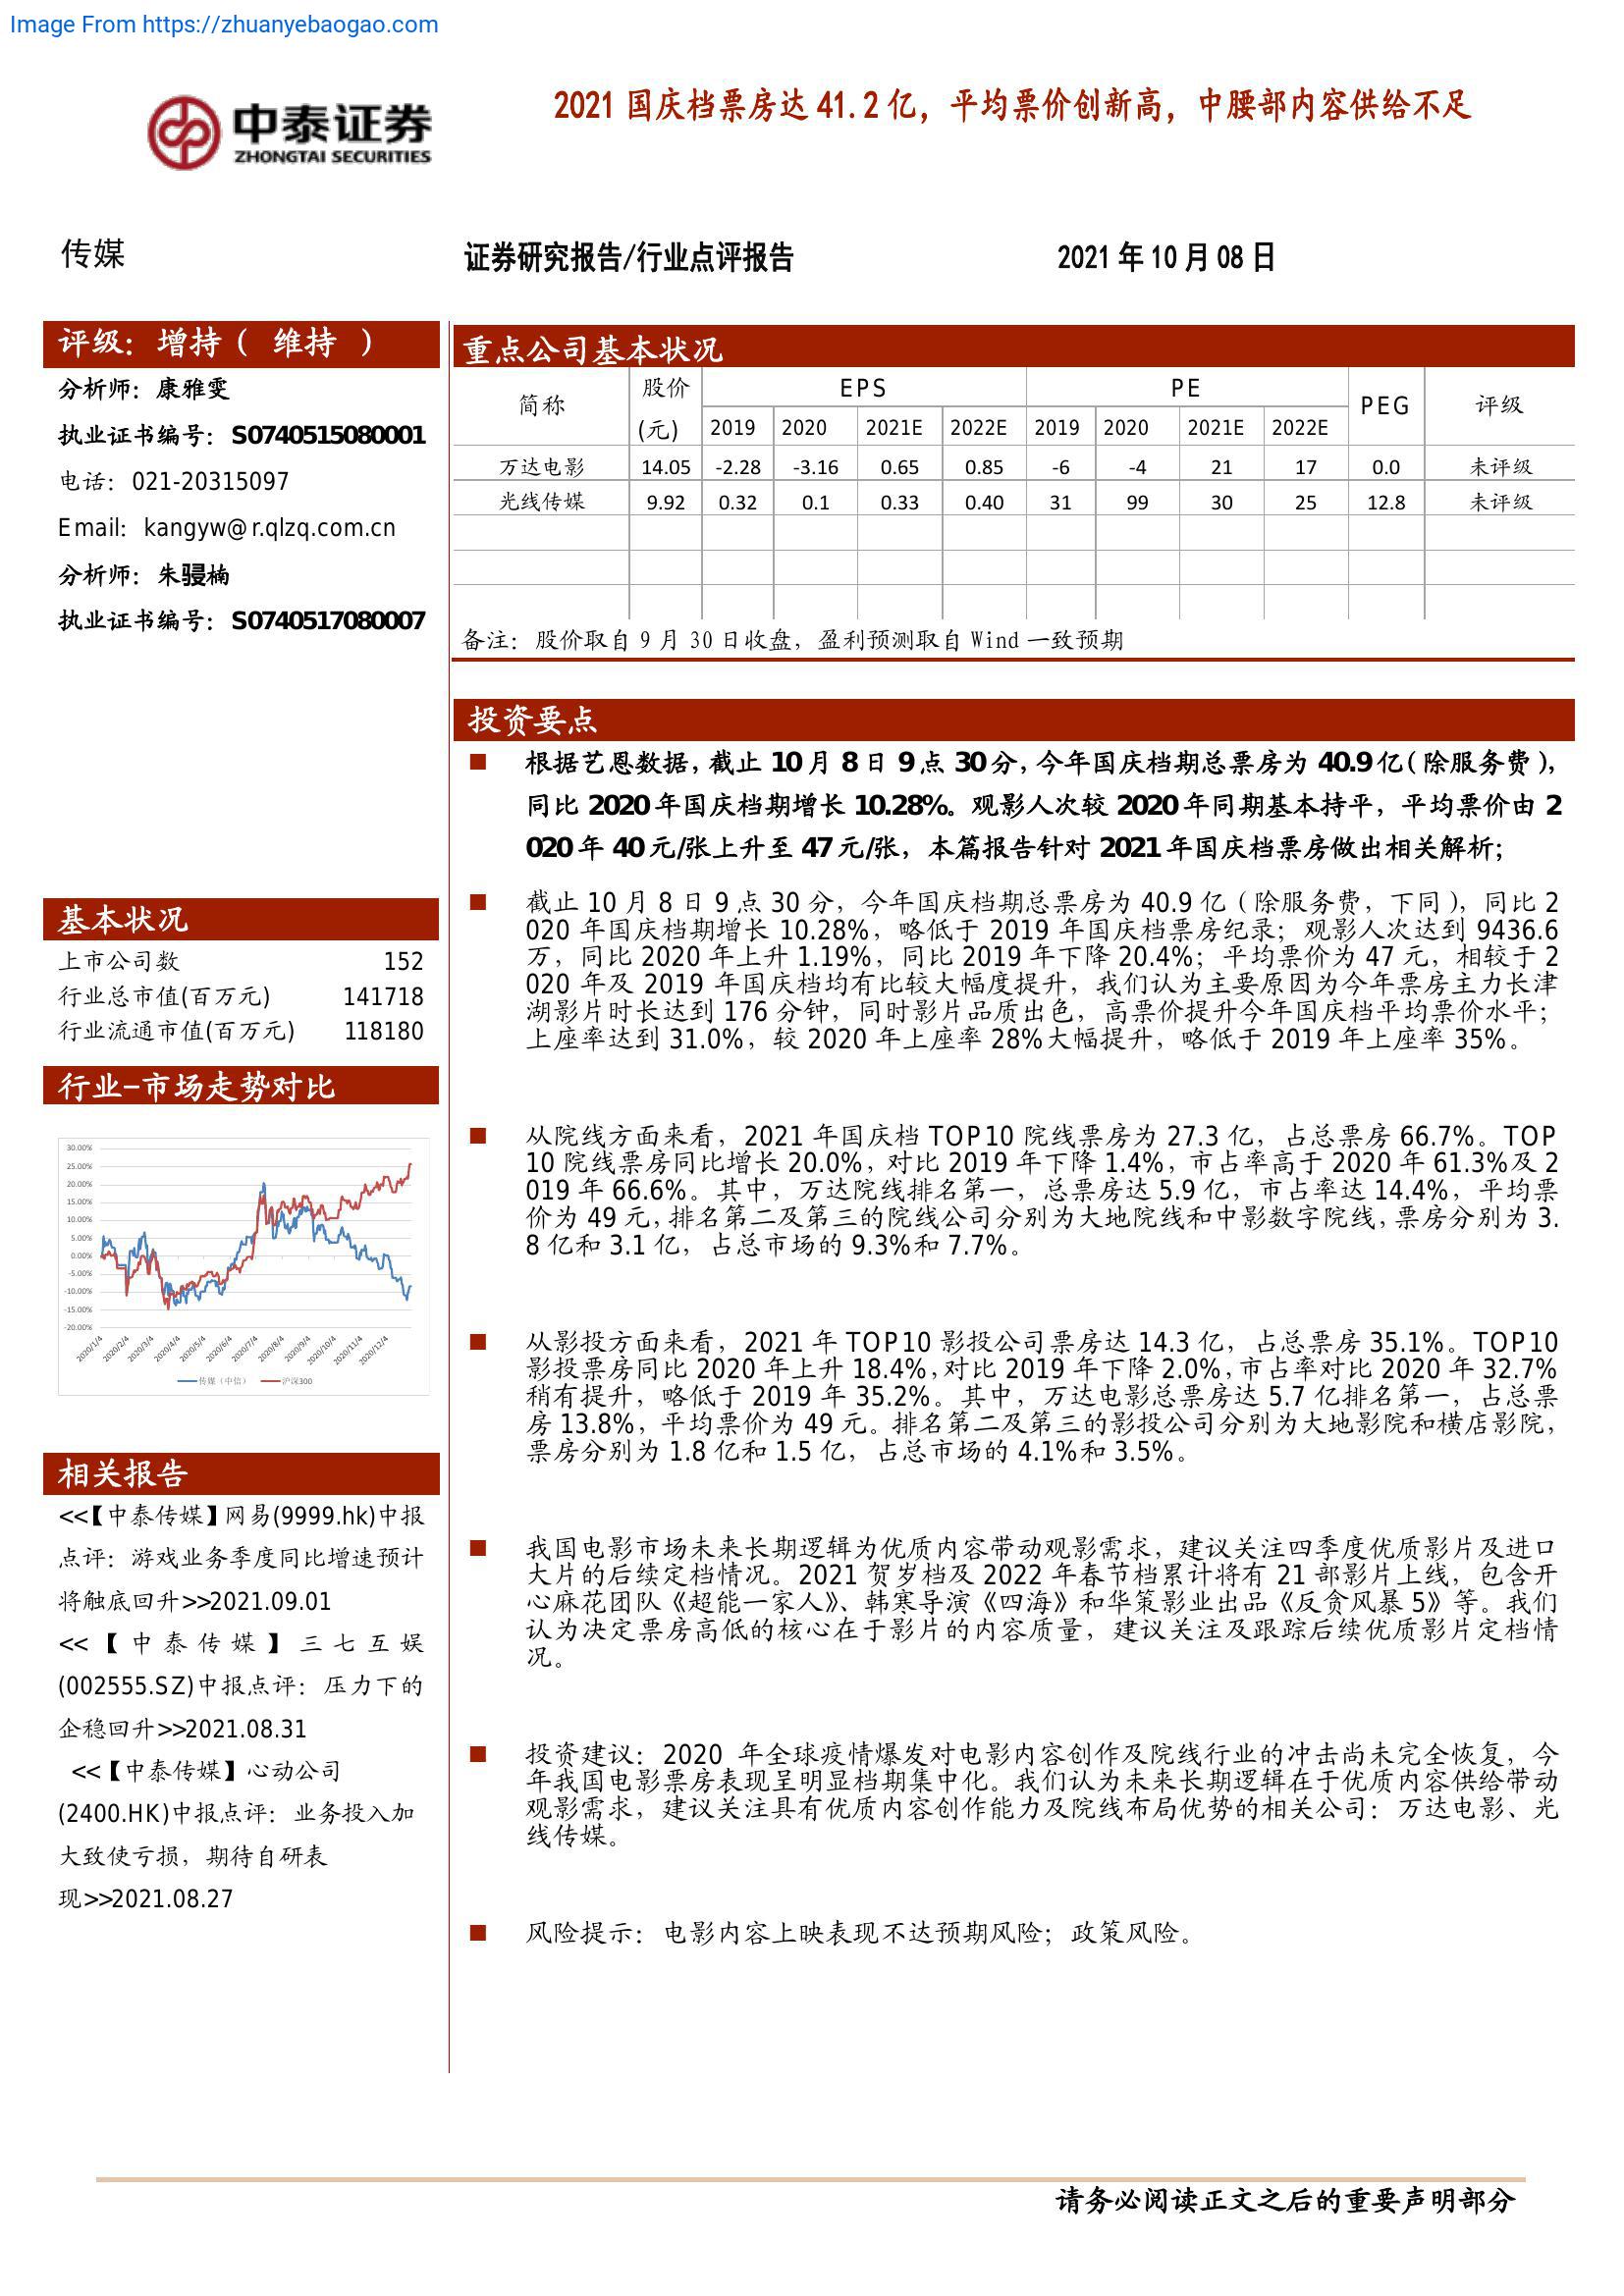 Image From https://zhuanyebaogao.com
中泰证券
ZHONGTAI SECURITIES
2021 国庆档票房达 41.2 亿，平均票价创新高，中腰部内容供给不足
传媒
证券研究报告/行业点评报告
2021 年 10 月 08 日
评级：增持（ 维持 ）
分析师：康雅雯
执业证书编号：S0740515080001
电话：021-20315097
Email：kangyw@r.qlzq.com.cn
分析师：朱骎楠
执业证书编号：S0740517080007
基本状况
上市公司数 152
行业总市值(百万元) 141718
行业流通市值(百万元) 118180
行业-市场走势对比
30.00%
25.00%
20.00%
15.00%
10.00%
5.00%
0.00%
-5.00%
-10.00%
-15.00%
-20.00%
2020/1/4 2020/2/4 2020/3/4 2020/4/4 2020/5/4 2020/6/4 2020/7/4 2020/8/4 2020/9/4 2020/10/4 2020/11/4 2020/12/4
传媒（中信） 沪深300
相关报告
<<【中泰传媒】网易(9999.hk)中报
点评：游戏业务季度同比增速预计
将触底回升>>2021.09.01
<<【中泰传媒】三七互娱
(002555.SZ)中报点评：压力下的
企稳回升>>2021.08.31
<<【中泰传媒】心动公司
(2400.HK)中报点评：业务投入加
大致使亏损，期待自研表
现>>2021.08.27
重点公司基本状况
简称 股价(元) EPS PE PEG 评级
2019 2020 2021E 2022E 2019 2020 2021E 2022E
万达电影 14.05 -2.28 -3.16 0.65 0.85 -6 -4 21 17 0.0 未评级
光线传媒 9.92 0.32 0.1 0.33 0.40 31 99 30 25 12.8 未评级
备注：股价取自 9 月 30 日收盘，盈利预测取自 Wind 一致预期
投资要点
根据艺恩数据，截止 10 月 8 日 9 点 30 分，今年国庆档期总票房为 40.9 亿（除服务费），
同比 2020 年国庆档期增长 10.28%。观影人次较 2020 年同期基本持平，平均票价由 2
020 年 40 元/张上升至 47 元/张，本篇报告针对 2021 年国庆档票房做出相关解析；
截止 10 月 8 日 9 点 30 分，今年国庆档期总票房为 40.9 亿（除服务费，下同），同比 2
020 年国庆档期增长 10.28%，略低于 2019 年国庆档票房纪录；观影人次达到 9436.6
万，同比 2020 年上升 1.19%，同比 2019 年下降 20.4%；平均票价为 47 元，相较于 2
020 年及 2019 年国庆档均有比较大幅度提升，我们认为主要原因为今年票房主力长津
湖影片时长达到 176 分钟，同时影片品质出色，高票价提升今年国庆档平均票价水平；
上座率达到 31.0%，较 2020 年上座率 28%大幅提升，略低于 2019 年上座率 35%。
从院线方面来看，2021 年国庆档 TOP10 院线票房为 27.3 亿，占总票房 66.7%。TOP
10 院线票房同比增长 20.0%，对比 2019 年下降 1.4%，市占率高于 2020 年 61.3%及 2
019 年 66.6%。其中，万达院线排名第一，总票房达 5.9 亿，市占率达 14.4%，平均票
价为 49 元，排名第二及第三的院线公司分别为大地院线和中影数字院线，票房分别为 3.
8 亿和 3.1 亿，占总市场的 9.3%和 7.7%。
从影投方面来看，2021 年 TOP10 影投公司票房达 14.3 亿，占总票房 35.1%。TOP10
影投票房同比 2020 年上升 18.4%，对比 2019 年下降 2.0%，市占率对比 2020 年 32.7%
稍有提升，略低于 2019 年 35.2%。其中，万达电影总票房达 5.7 亿排名第一，占总票
房 13.8%，平均票价为 49 元。排名第二及第三的影投公司分别为大地影院和横店影院，
票房分别为 1.8 亿和 1.5 亿，占总市场的 4.1%和 3.5%。
我国电影市场未来长期逻辑为优质内容带动观影需求，建议关注四季度优质影片及进口
大片的后续定档情况。2021 贺岁档及 2022 年春节档累计将有 21 部影片上线，包含开
心麻花团队《超能一家人》、韩寒导演《四海》和华策影业出品《反贪风暴 5》等。我们
认为决定票房高低的核心在于影片的内容质量，建议关注及跟踪后续优质影片定档情
况。
投资建议：2020 年全球疫情爆发对电影内容创作及院线行业的冲击尚未完全恢复，今
年我国电影票房表现呈明显档期集中化。我们认为未来长期逻辑在于优质内容供给带动
观影需求，建议关注具有优质内容创作能力及院线布局优势的相关公司：万达电影、光
线传媒。
风险提示：电影内容上映表现不达预期风险；政策风险。
请务必阅读正文之后的重要声明部分